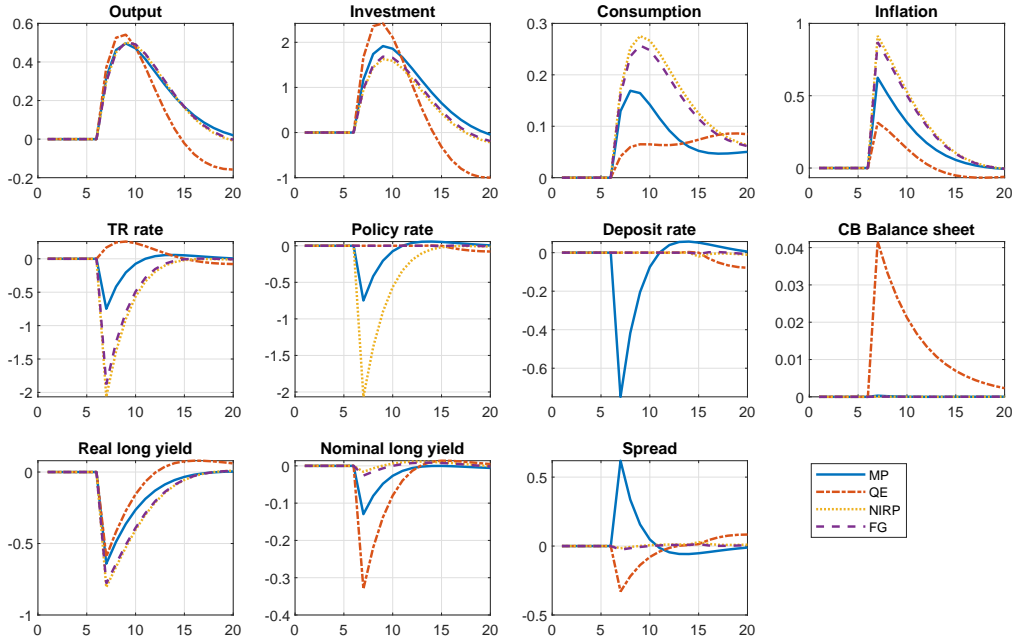 Output
Investment
Consumption
Inflation
0.6
0.4
0.2
0
-0.2
0 5 10 15 20
2
1
0
-1
0 5 10 15 20
0.3
0.2
0.1
0
0 5 10 15 20
1
0.5
0
0 5 10 15 20
TR rate
Policy rate
Deposit rate
CB Balance sheet
0
-0.5
-1
-1.5
-2
0 5 10 15 20
0
-0.5
-1
-1.5
-2
0 5 10 15 20
0
-0.2
-0.4
-0.6
0 5 10 15 20
0.04
0.03
0.02
0.01
0
0 5 10 15 20
Real long yield
Nominal long yield
Spread
0
-0.5
-1
0 5 10 15 20
0
-0.1
-0.2
-0.3
-0.4
0 5 10 15 20
0.5
0
-0.5
0 5 10 15 20
MP
QE
NIRP
FG